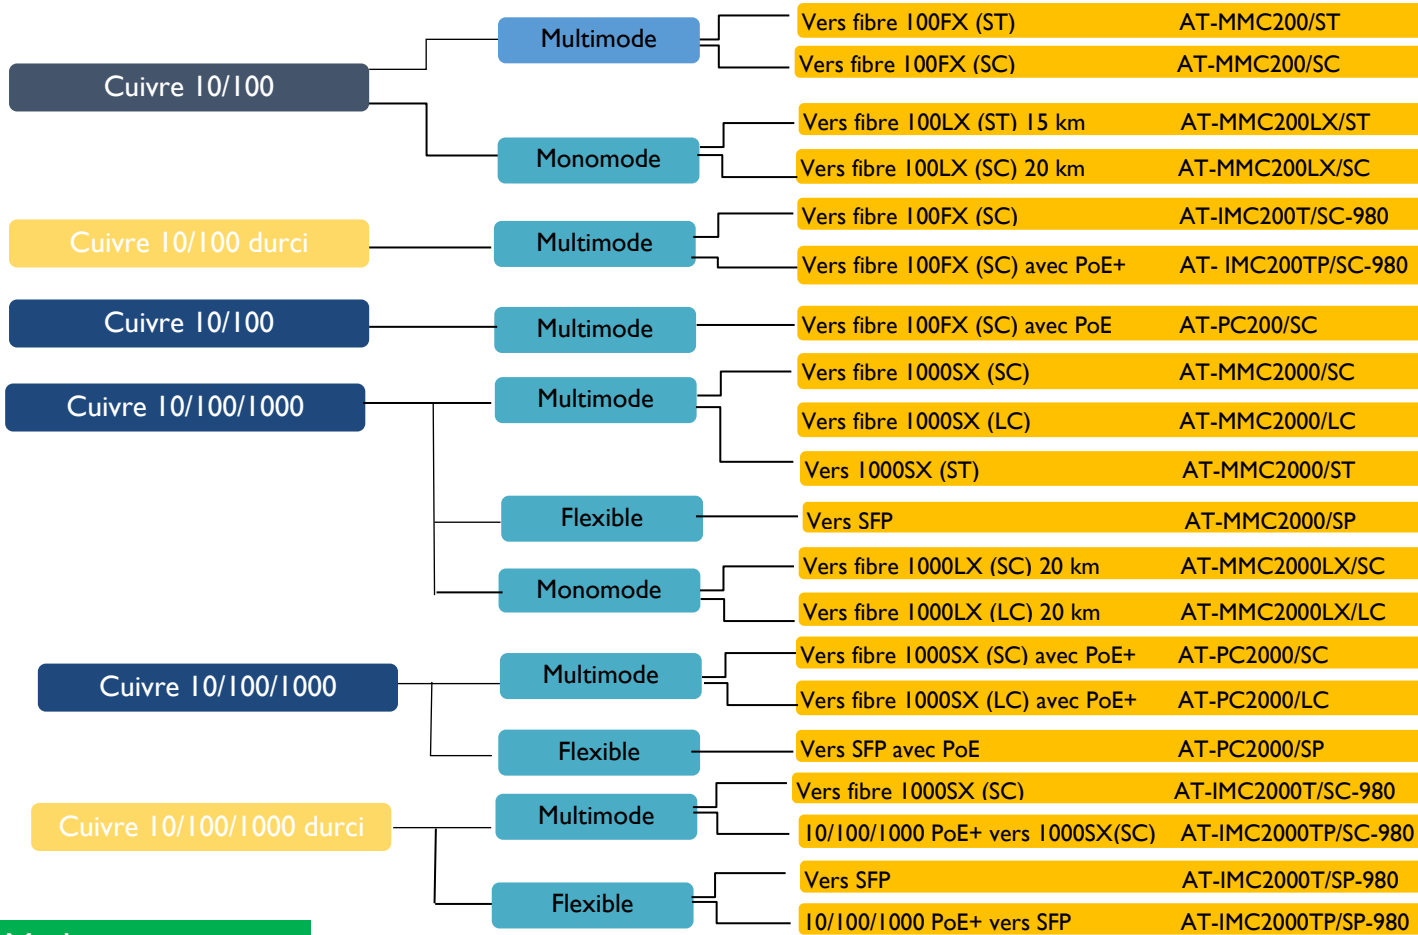 Cuivre 10/100
Multimode
Vers fibre 100FX (ST) AT-MMC200/ST
Vers fibre 100FX (SC) AT-MMC200/SC
Monomode
Vers fibre 100LX (ST) 15 km AT-MMC200LX/ST
Vers fibre 100LX (SC) 20 km AT-MMC200LX/SC
Cuivre 10/100 durci
Multimode
Vers fibre 100FX (SC) AT-IMC200T/SC-980
Vers fibre 100FX (SC) avec PoE+ AT- IMC200TP/SC-980
Cuivre 10/100
Multimode
Vers fibre 100FX (SC) avec PoE AT-PC200/SC
Cuivre 10/100/1000
Multimode
Vers fibre 1000SX (SC) AT-MMC2000/SC
Vers fibre 1000SX (LC) AT-MMC2000/LC
Vers 1000SX (ST) AT-MMC2000/ST
Flexible
Vers SFP AT-MMC2000/SP
Monomode
Vers fibre 1000LX (SC) 20 km AT-MMC2000LX/SC
Vers fibre 1000LX (LC) 20 km AT-MMC2000LX/LC
Cuivre 10/100/1000
Multimode
Vers fibre 1000SX (SC) avec PoE+ AT-PC2000/SC
Vers fibre 1000SX (LC) avec PoE+ AT-PC2000/LC
Flexible
Vers SFP avec PoE AT-PC2000/SP
Cuivre 10/100/1000 durci
Multimode
Vers fibre 1000SX (SC) AT-IMC2000T/SC-980
10/100/1000 PoE+ vers 1000SX(SC) AT-IMC2000TP/SC-980
Flexible
Vers SFP AT-IMC2000T/SP-980
10/100/1000 PoE+ vers SFP AT-IMC2000TP/SP-980